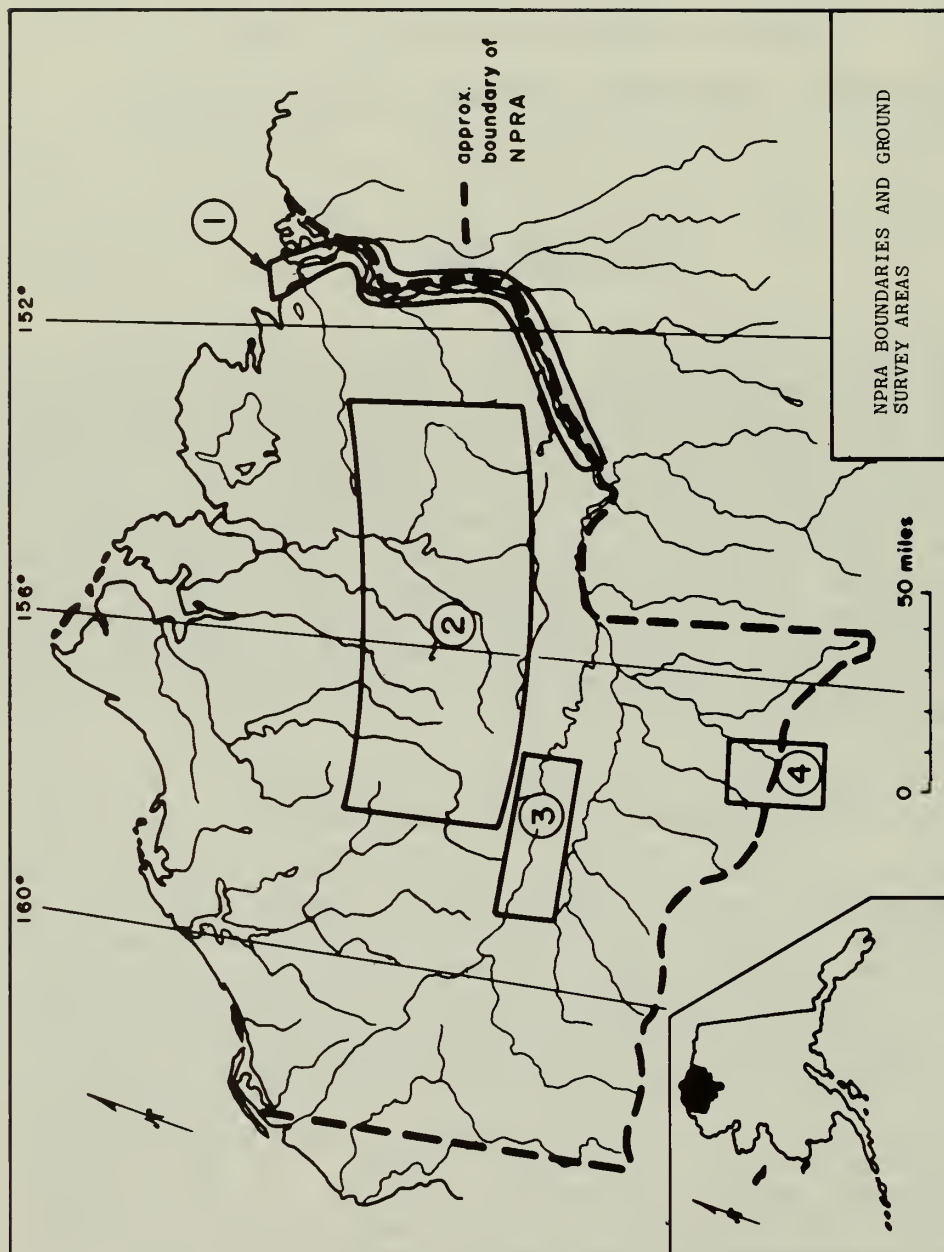 160°
156°
152°
1
approx.
boundary of
NPRA
2
3
4
N
N
0
50 miles
NPRA BOUNDARIES AND GROUND
SURVEY AREAS